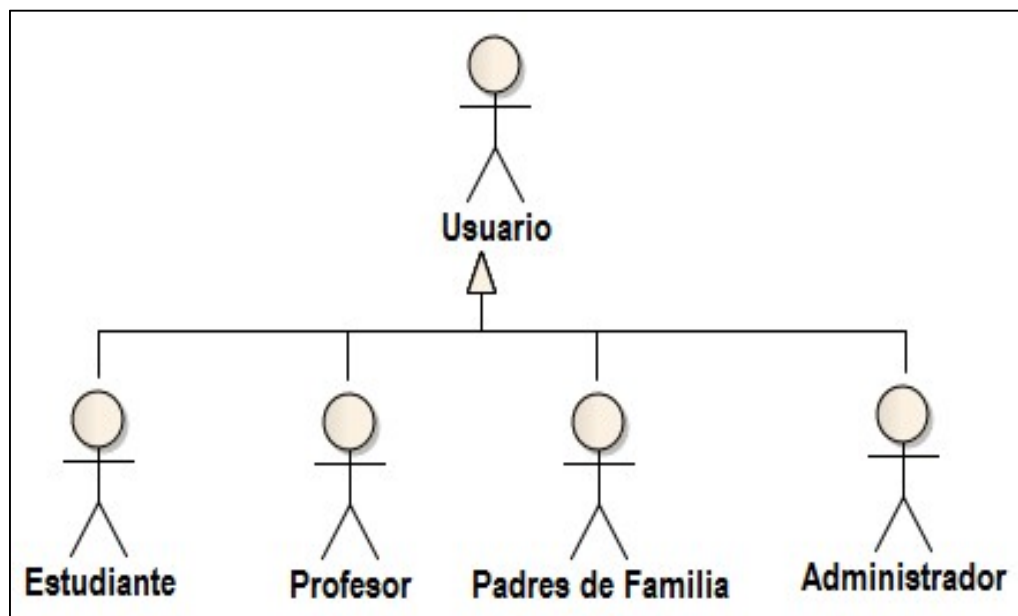 Usuario
Estudiante
Profesor
Padres de Familia
Administrador